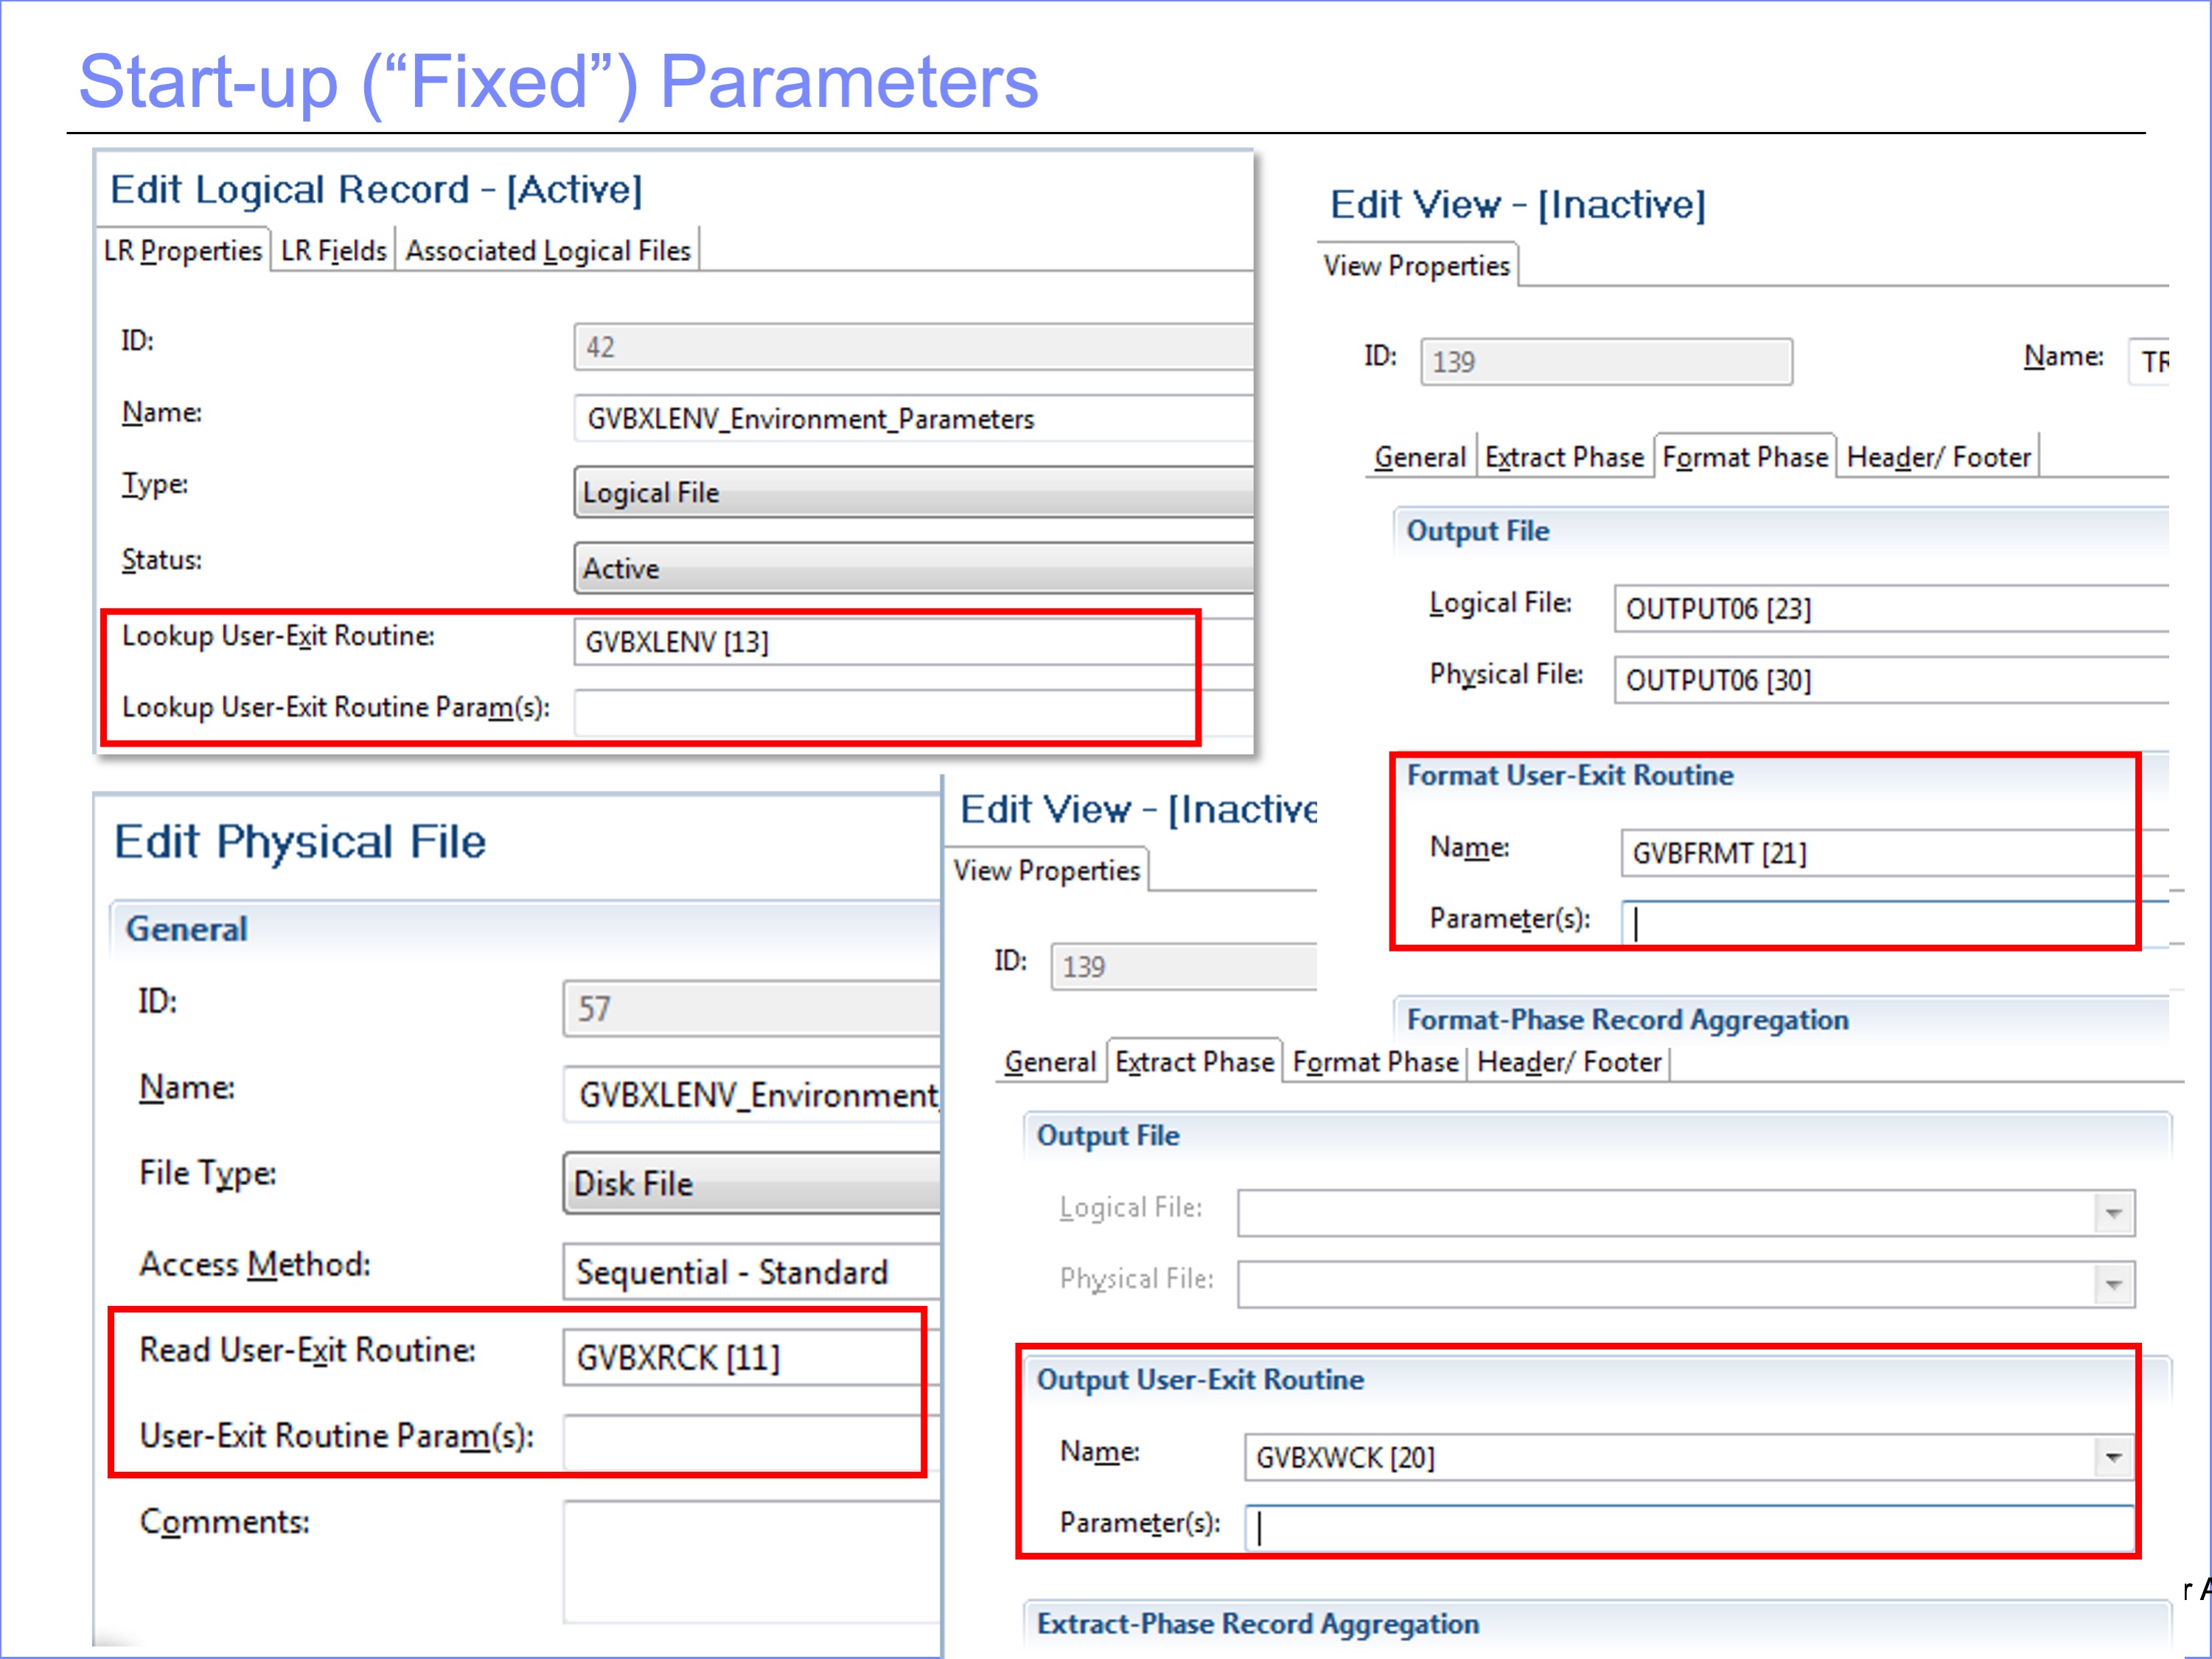 Start-up (“Fixed”) Parameters
Edit Logical Record - [Active]
LR Properties LR Fields Associated Logical Files
ID: 42
Name: GVBXLENV_Environment_Parameters
Type: Logical File
Status: Active
Lookup User-Exit Routine: GVBXLENV [13]
Lookup User-Exit Routine Param(s):
Edit View - [Inactive]
View Properties
ID: 139 Name: TR
General Extract Phase Format Phase Header/ Footer
Output File
Logical File: OUTPUT06 [23]
Physical File: OUTPUT06 [30]
Format User-Exit Routine
Name: GVBFRMT [21]
Parameter(s):
Format-Phase Record Aggregation
Edit Physical File
General
ID: 57
Name: GVBXLENV_Environment_
File Type: Disk File
Access Method: Sequential - Standard
Read User-Exit Routine: GVBXRCK [11]
User-Exit Routine Param(s):
Comments:
Edit View - [Inactive
View Properties
ID: 139
General Extract Phase Format Phase Header/ Footer
Output File
Logical File:
Physical File:
Output User-Exit Routine
Name: GVBXWCK [20]
Parameter(s):
Extract-Phase Record Aggregation